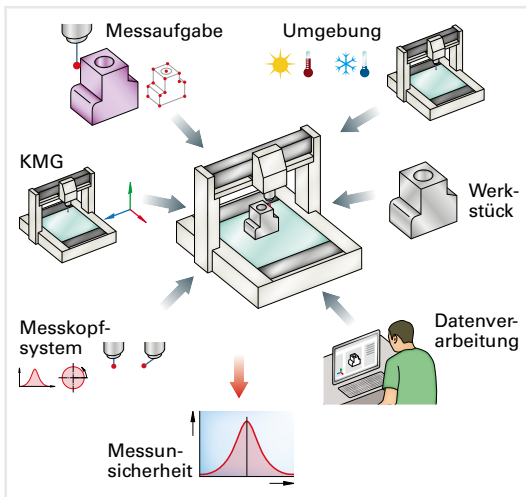 Messaufgabe
Umgebung
KMG
Werk-
stück
Messkopf-
system
Datenver-
arbeitung
Messun-
sicherheit